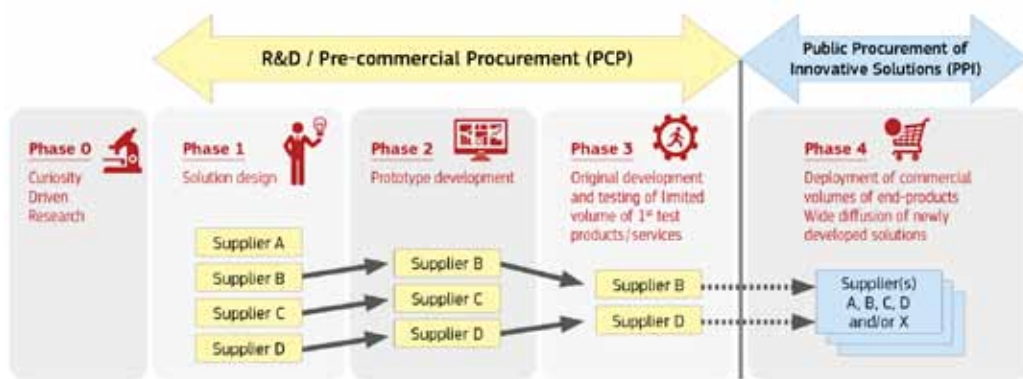 R&D / Pre-commercial Procurement (PCP)
Public Procurement of
Innovative Solutions (PPI)
Phase 0
Curiosity
Driven
Research
Phase 1
Solution design
Supplier A
Supplier B
Supplier C
Supplier D
Phase 2
Prototype development
Supplier B
Supplier C
Supplier D
Phase 3
Original development
and testing of limited
volume of 1st test
products/services
Supplier B
Supplier D
Phase 4
Deployment of commercial
volumes of end-products
Wide diffusion of newly
developed solutions
Supplier(s)
A, B, C, D
and/or X